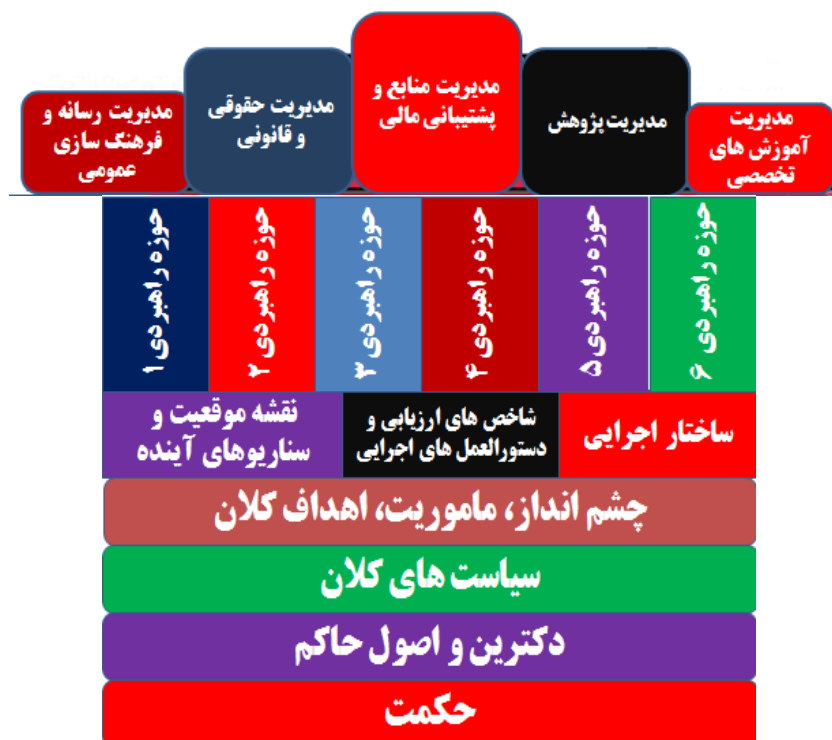 مدیریت منابع و
پشتیبانی مالی
مدیریت پژوهش
مدیریت حقوقی
و قانونی
مدیریت
آموزش های
تخصصی
مدیریت رسانه و
فرهنگ سازی
عمومی
حوزه راهبردی ۶
حوزه راهبردی ۵
حوزه راهبردی ۴
حوزه راهبردی ۳
حوزه راهبردی ۲
حوزه راهبردی ۱
ساختار اجرایی
شاخص های ارزیابی و
دستورالعمل های اجرایی
نقشه موقعیت و
سناریوهای آینده
چشم انداز، ماموریت، اهداف کلان
سیاست های کلان
دکترین و اصول حاکم
حکمت